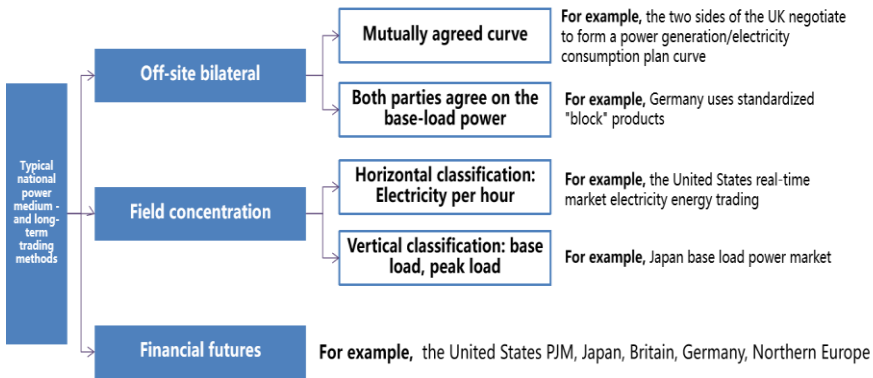 Typical
national
power
medium -
and long-
term
trading
methods
Off-site bilateral
Mutually agreed curve
For example, the two sides of the UK negotiate
to form a power generation/electricity
consumption plan curve
Both parties agree on the
base-load power
For example, Germany uses standardized
"block" products
Field concentration
Horizontal classification:
Electricity per hour
For example, the United States real-time
market electricity energy trading
Vertical classification: base
load, peak load
For example, Japan base load power market
Financial futures
For example, the United States PJM, Japan, Britain, Germany, Northern Europe